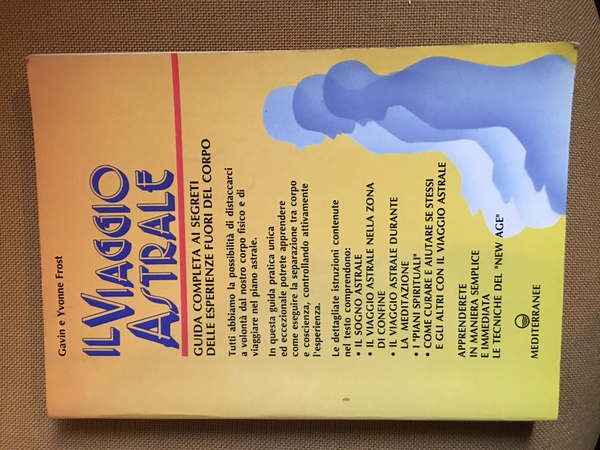 Gavin e Yvonne Frost
IL VIAGGIO
ASTRALE
GUIDA COMPLETA AI SEGRETI
DELLE ESPERIENZE FUORI DEL CORPO
Tutti abbiamo la possibilità di distaccarci
a volontà dal nostro corpo fisico e di
viaggiare nel piano astrale.
In questa guida pratica unica
ed eccezionale potrete apprendere
come eseguire la separazione tra corpo
e coscienza, controllando attivamente
l'esperienza.
Le dettagliate istruzioni contenute
nel testo comprendono:
• IL SOGNO ASTRALE
• IL VIAGGIO ASTRALE NELLA ZONA
DI CONFINE
• IL VIAGGIO ASTRALE DURANTE
LA MEDITAZIONE
• I "PIANI SPIRITUALI"
• COME CURARE E AIUTARE SE STESSI
E GLI ALTRI CON IL VIAGGIO ASTRALE
APPRENDERETE
IN MANIERA SEMPLICE
E IMMEDIATA
LE TECNICHE DEL "NEW AGE"
MEDITERRANEE